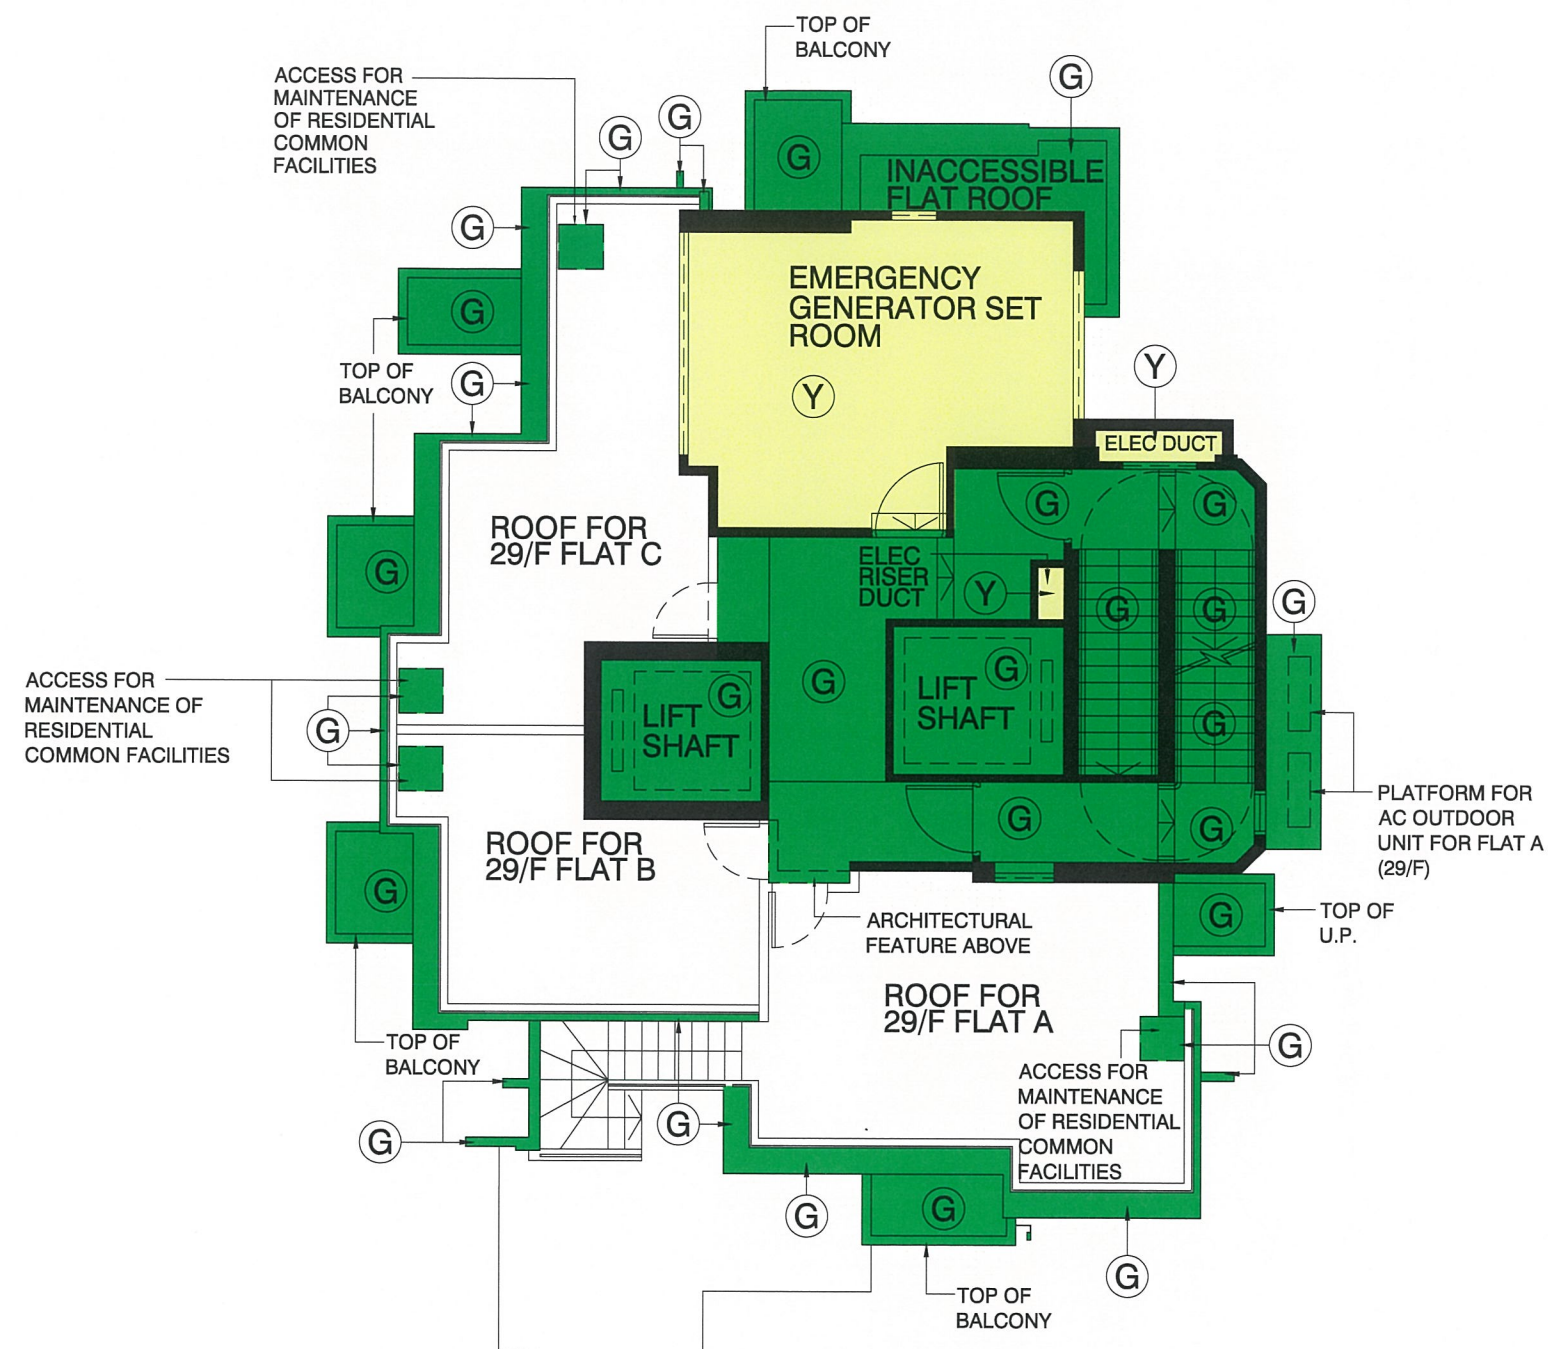 TOP OF
BALCONY
ACCESS FOR
MAINTENANCE
OF RESIDENTIAL
COMMON
FACILITIES
G
G
G
G
INACCESSIBLE
FLAT ROOF
G
G
TOP OF
BALCONY
G
EMERGENCY
GENERATOR SET
ROOM
Y
Y
ELEC DUCT
G
G
ROOF FOR
29/F FLAT C
G
ELEC
RISER
DUCT
Y
G
G
G
ACCESS FOR
MAINTENANCE OF
RESIDENTIAL
COMMON FACILITIES
G
G
LIFT
SHAFT
G
G
LIFT
SHAFT
G
PLATFORM FOR
AC OUTDOOR
UNIT FOR FLAT A
(29/F)
ROOF FOR
29/F FLAT B
G
G
G
G
TOP OF
U.P.
ARCHITECTURAL
FEATURE ABOVE
ROOF FOR
29/F FLAT A
TOP OF
BALCONY
G
ACCESS FOR
MAINTENANCE
OF RESIDENTIAL
COMMON
FACILITIES
G
G
G
G
G
TOP OF
BALCONY